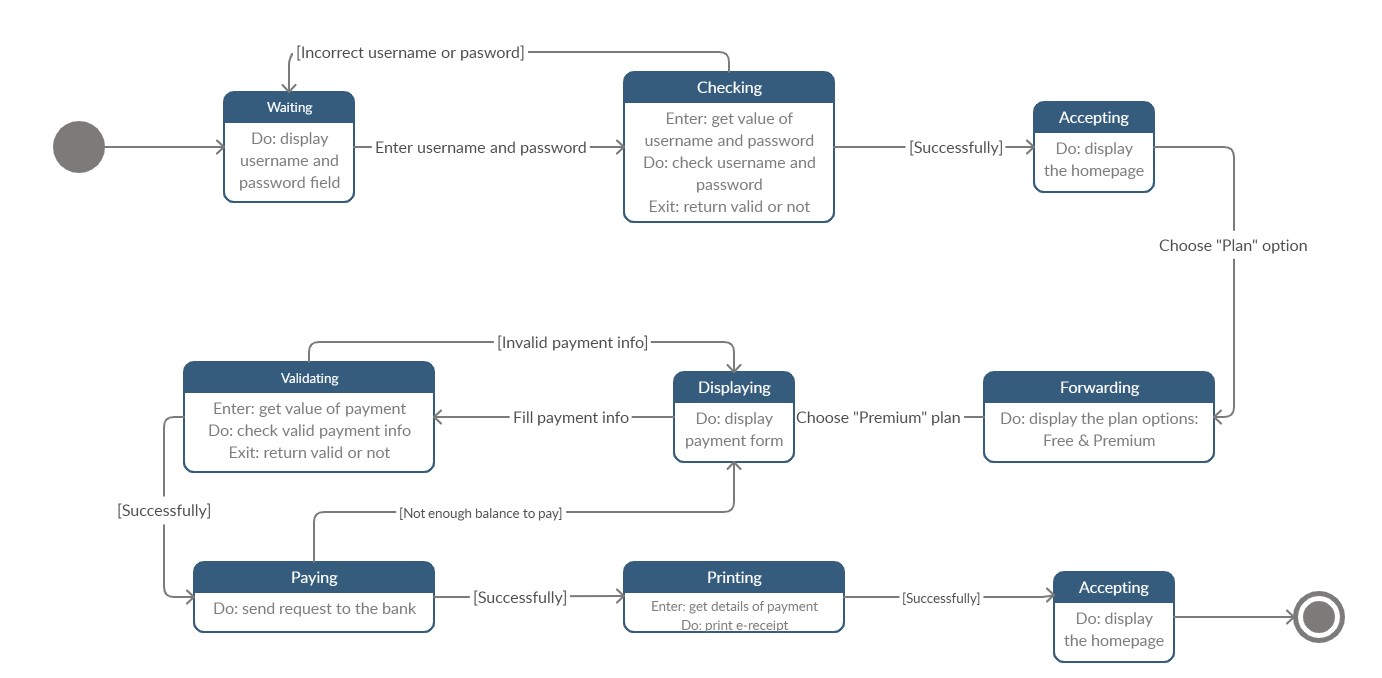 [Incorrect username or pasword]
Waiting
Do: display
username and
password field
Enter username and password
Checking
Enter: get value of
username and password
Do: check username and
password
Exit: return valid or not
[Successfully]
Accepting
Do: display
the homepage
Choose "Plan" option
Forwarding
Do: display the plan options:
Free & Premium
Choose "Premium" plan
Displaying
Do: display
payment form
Fill payment info
[Invalid payment info]
Validating
Enter: get value of payment
Do: check valid payment info
Exit: return valid or not
[Successfully]
[Not enough balance to pay]
Paying
Do: send request to the bank
[Successfully]
Printing
Enter: get details of payment
Do: print e-receipt
[Successfully]
Accepting
Do: display
the homepage